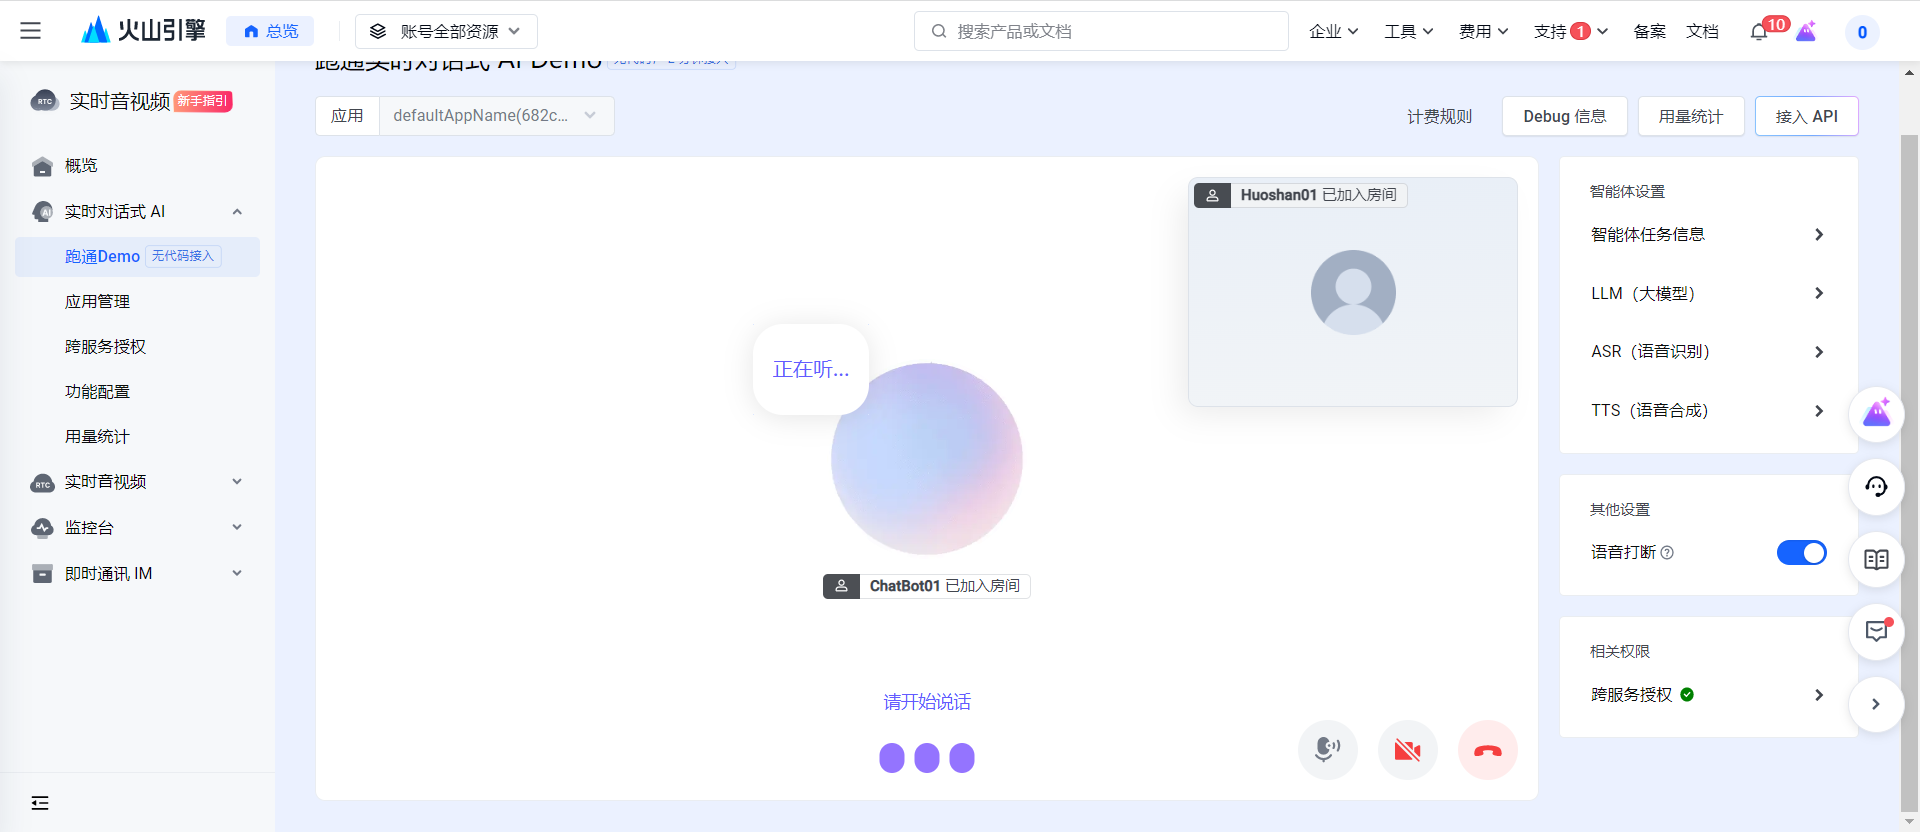 火山引擎
总览
账号全部资源
搜索产品或文档
企业
工具
费用
支持 1
备案
文档
10
0
RTC
实时音视频 新手指引
概览
AI
实时对话式 AI
跑通Demo 无代码接入
应用管理
跨服务授权
功能配置
用量统计
RTC
实时音视频
监控台
即时通讯 IM
跑通实时对话式 AI Demo
应用 defaultAppName(682c...
计费规则
Debug 信息
用量统计
接入 API
Huoshan01 已加入房间
正在听...
ChatBot01 已加入房间
请开始说话
智能体设置
智能体任务信息
LLM（大模型）
ASR（语音识别）
TTS（语音合成）
其他设置
语音打断
相关权限
跨服务授权